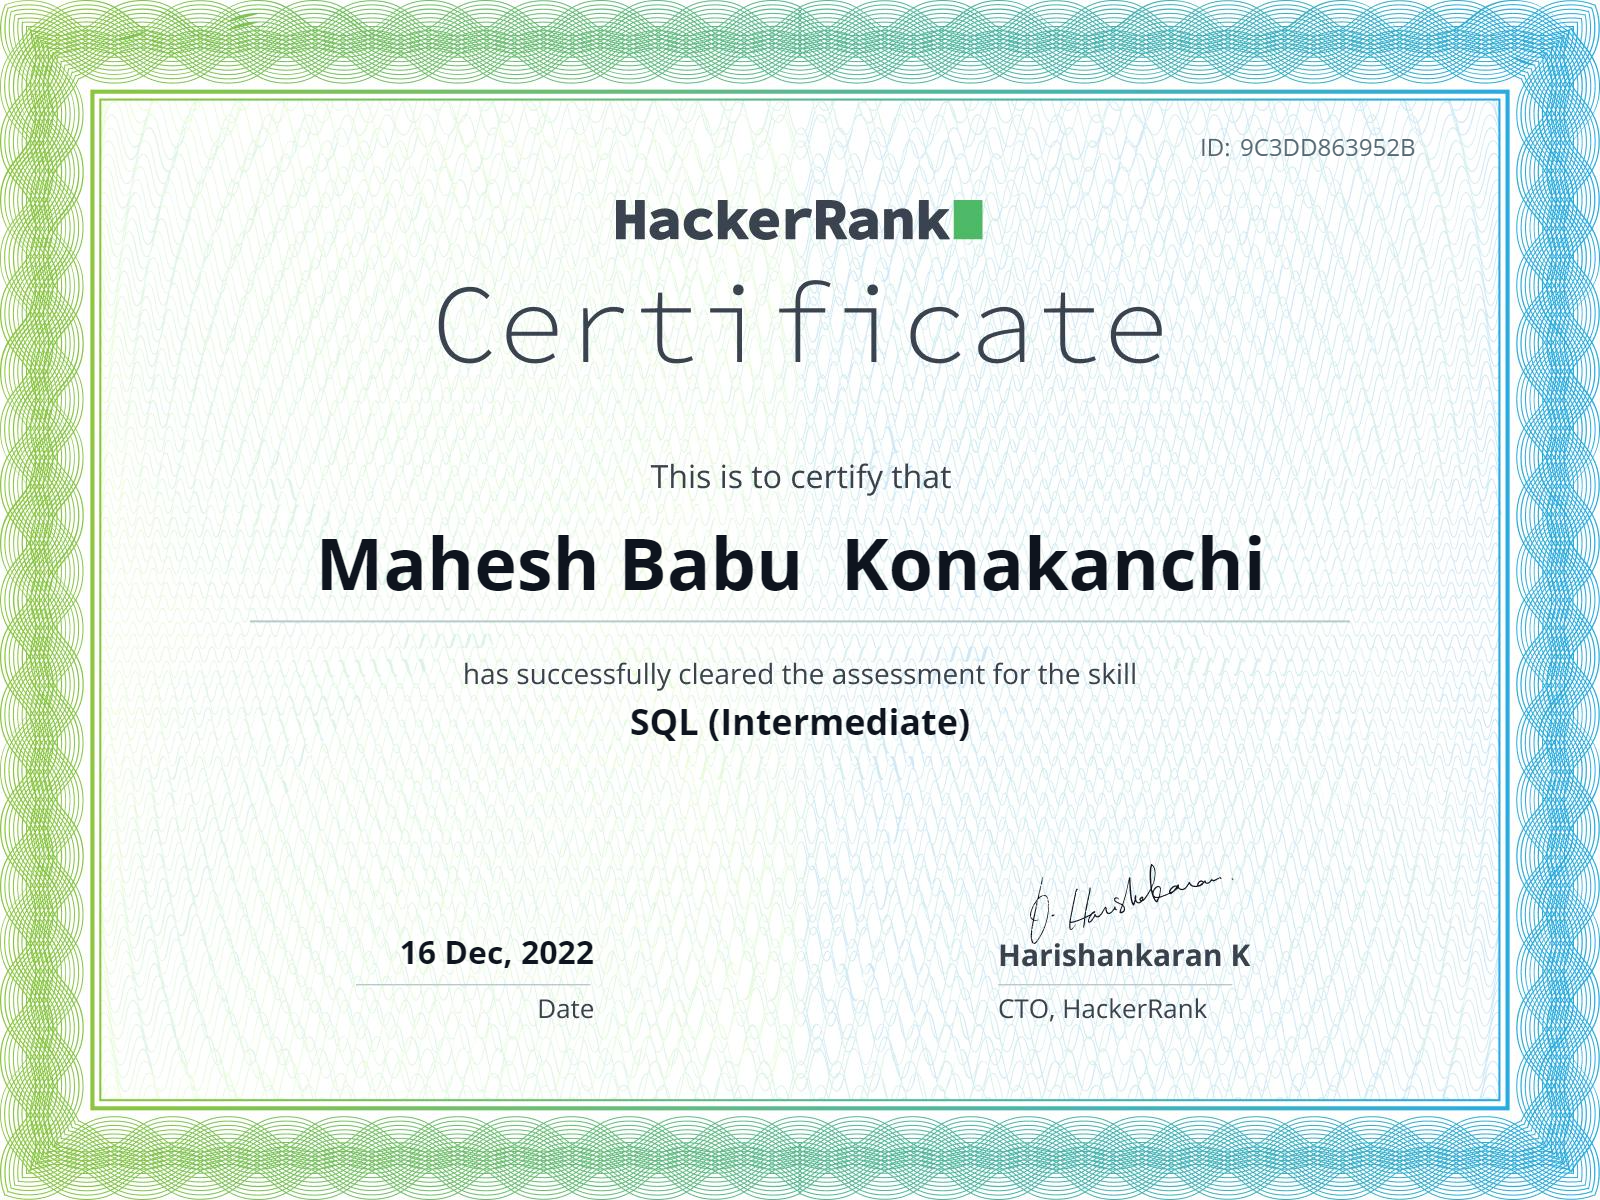 ID: 9C3DD863952B
HackerRank
Certificate
This is to certify that
Mahesh Babu  Konakanchi
has successfully cleared the assessment for the skill
SQL (Intermediate)
16 Dec, 2022
Date
J. Harishankaran
Harishankaran K
CTO, HackerRank